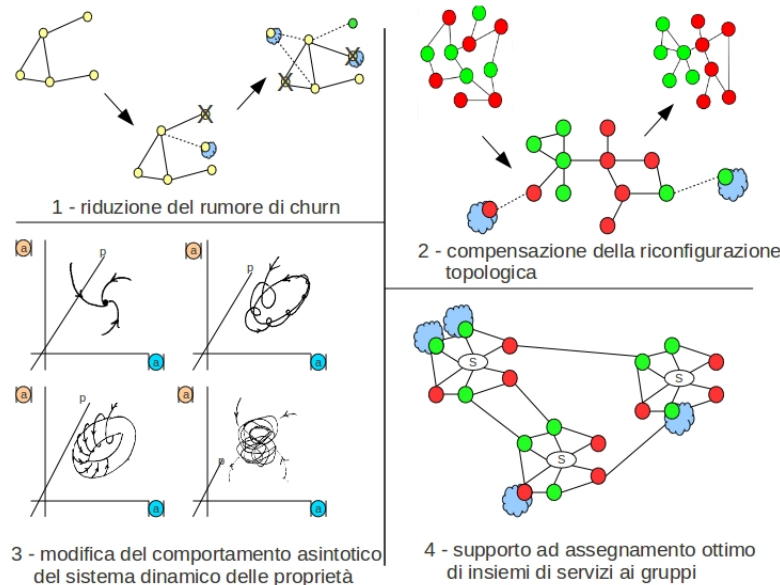 1 - riduzione del rumore di churn
2 - compensazione della riconfigurazione
topologica
a
p
a
a
p
a
a
p
a
a
p
a
3 - modifica del comportamento asintotico
del sistema dinamico delle proprietà
S
S
S
4 - supporto ad assegnamento ottimo
di insiemi di servizi ai gruppi